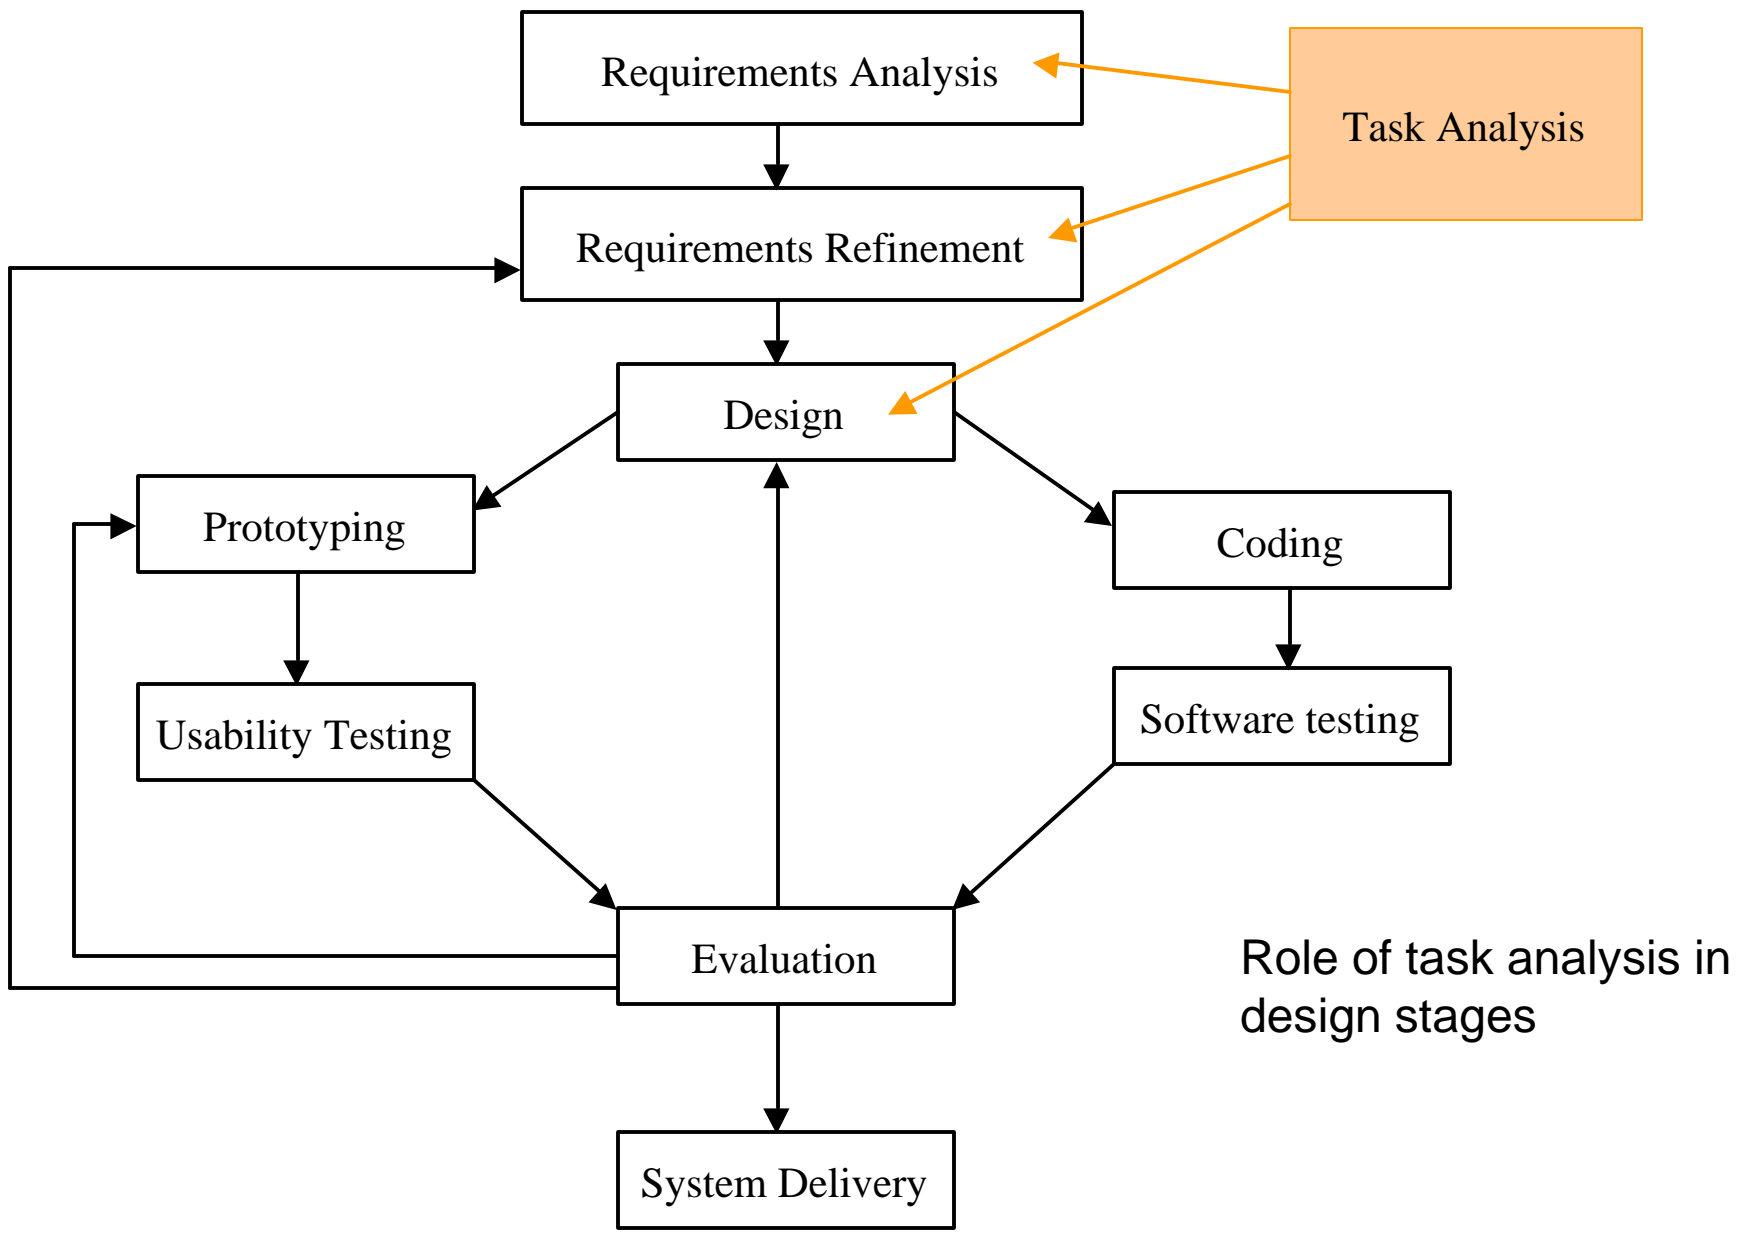 Requirements Analysis
Task Analysis
Requirements Refinement
Design
Prototyping
Coding
Usability Testing
Software testing
Evaluation
Role of task analysis in
design stages
System Delivery